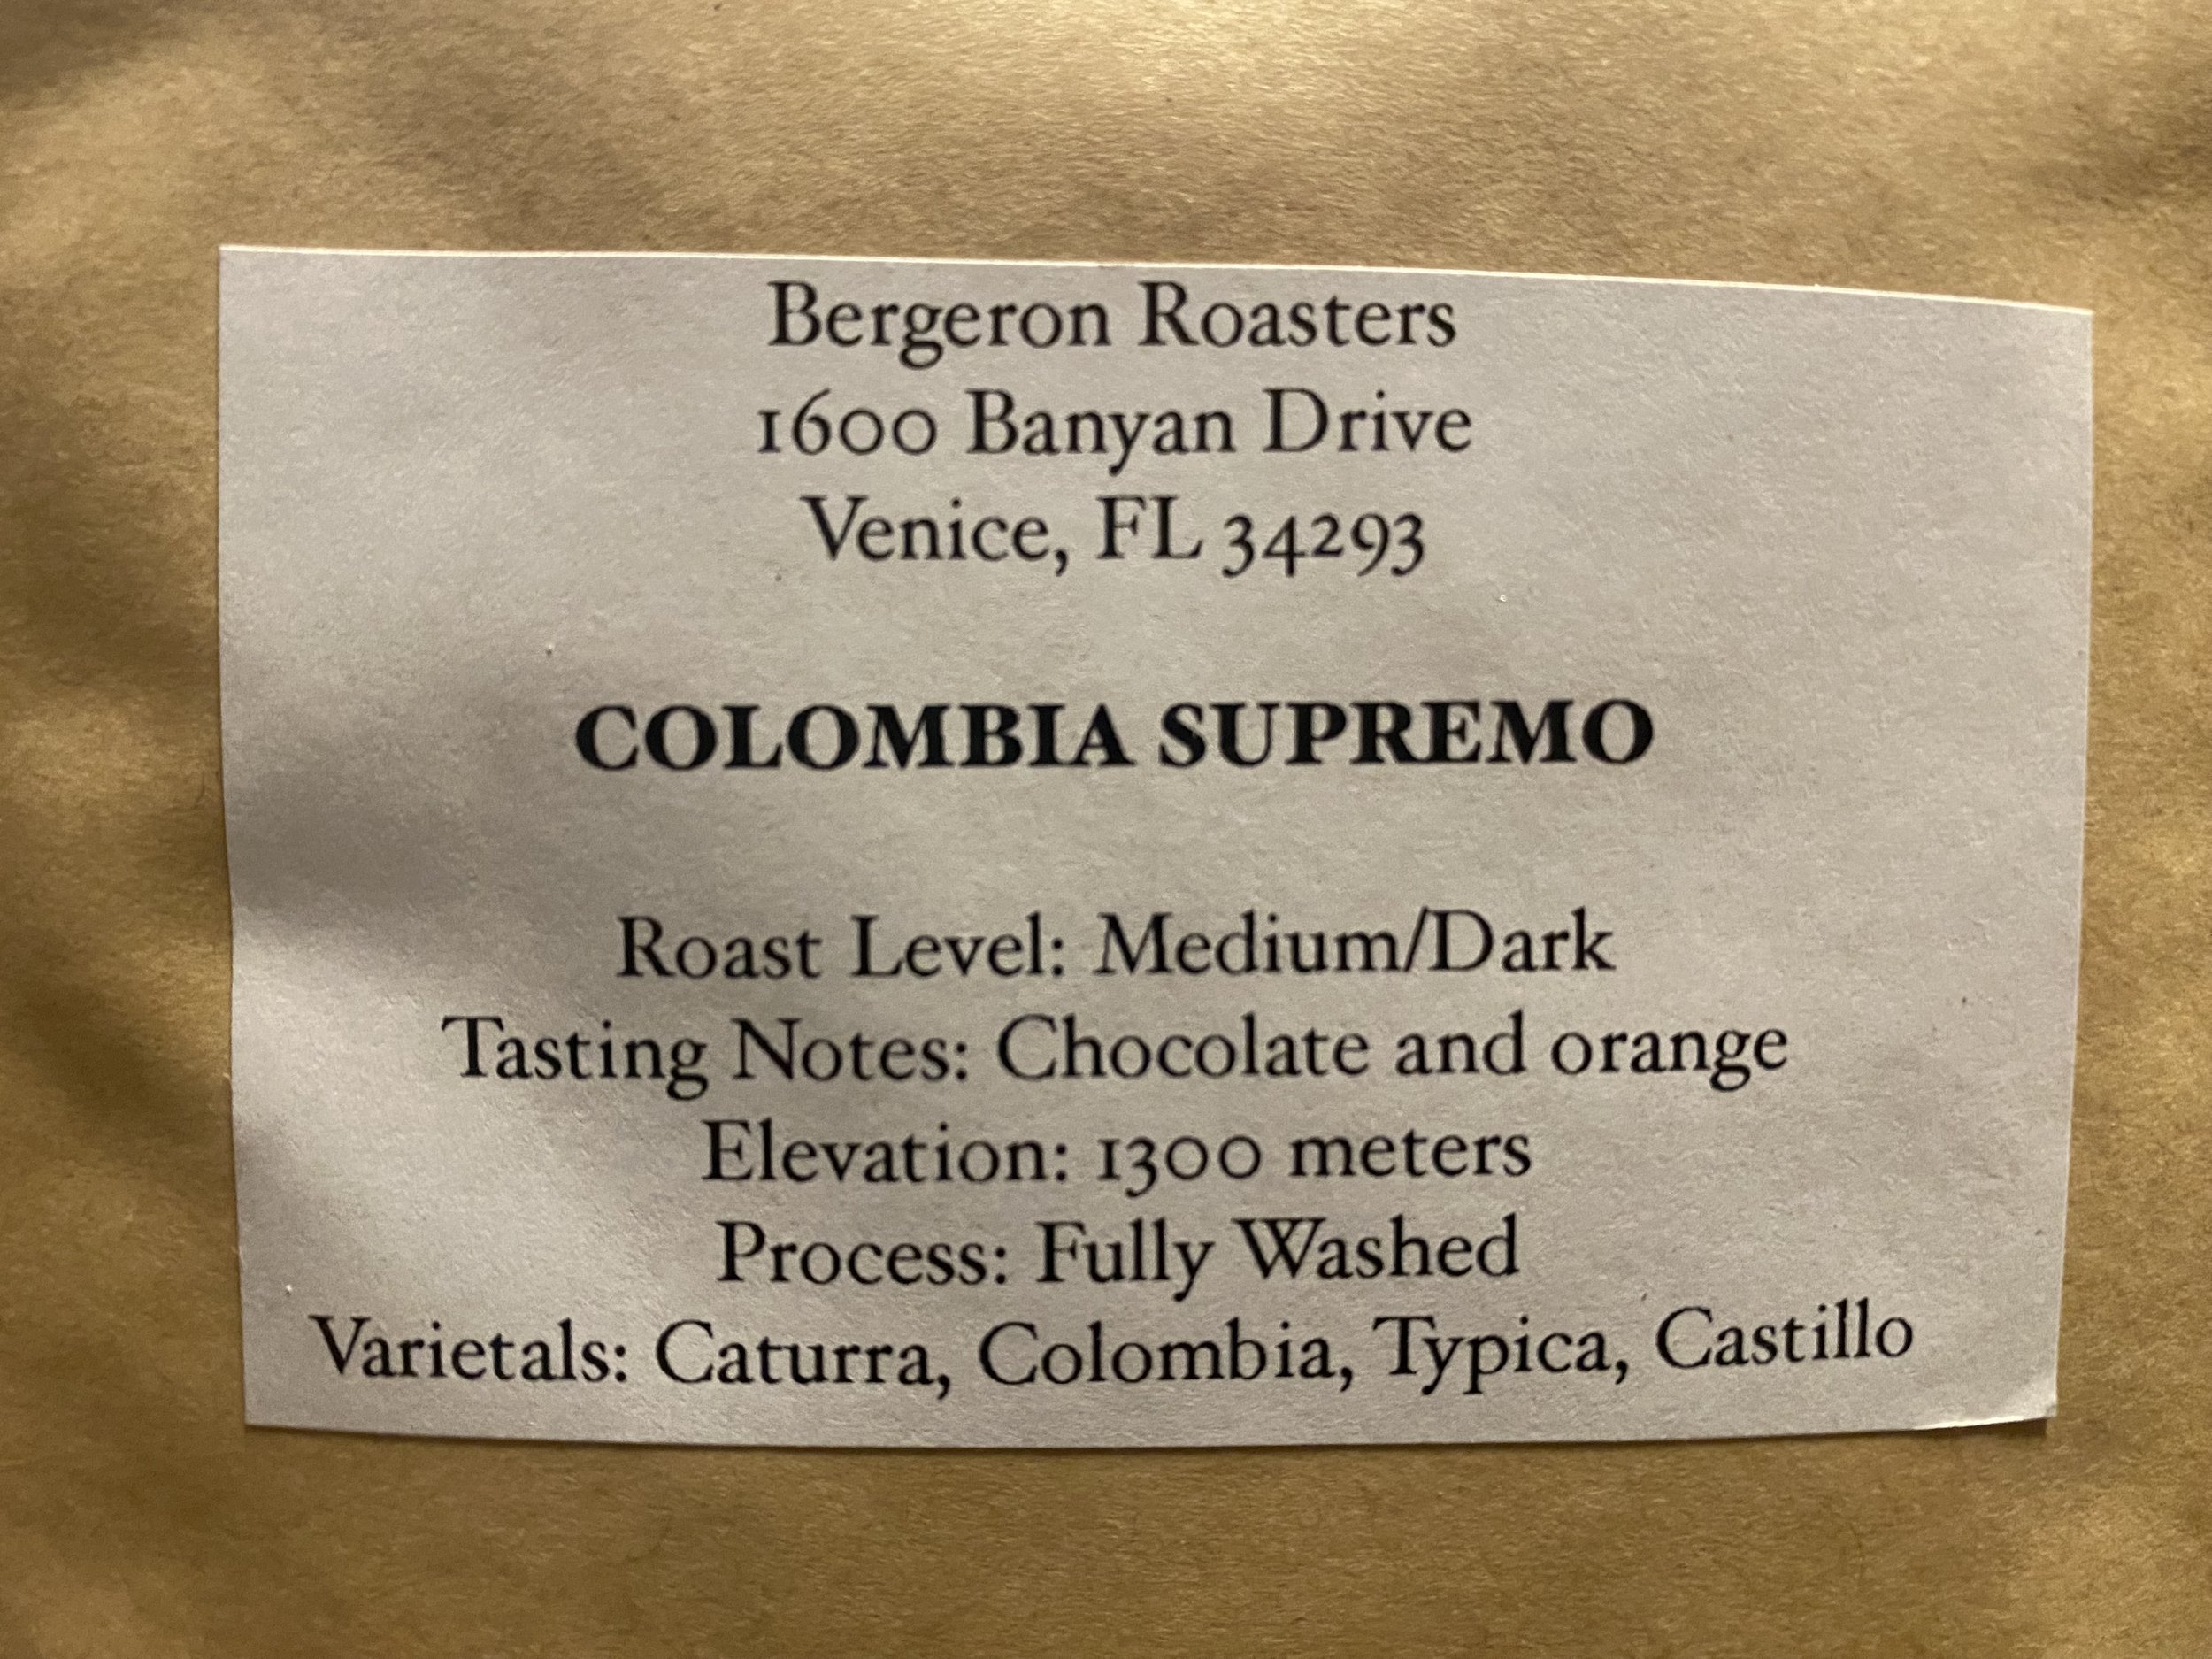 Bergeron Roasters
1600 Banyan Drive
Venice, FL 34293
COLOMBIA SUPREMO
Roast Level: Medium/Dark
Tasting Notes: Chocolate and orange
Elevation: 1300 meters
Process: Fully Washed
Varietals: Caturra, Colombia, Typica, Castillo